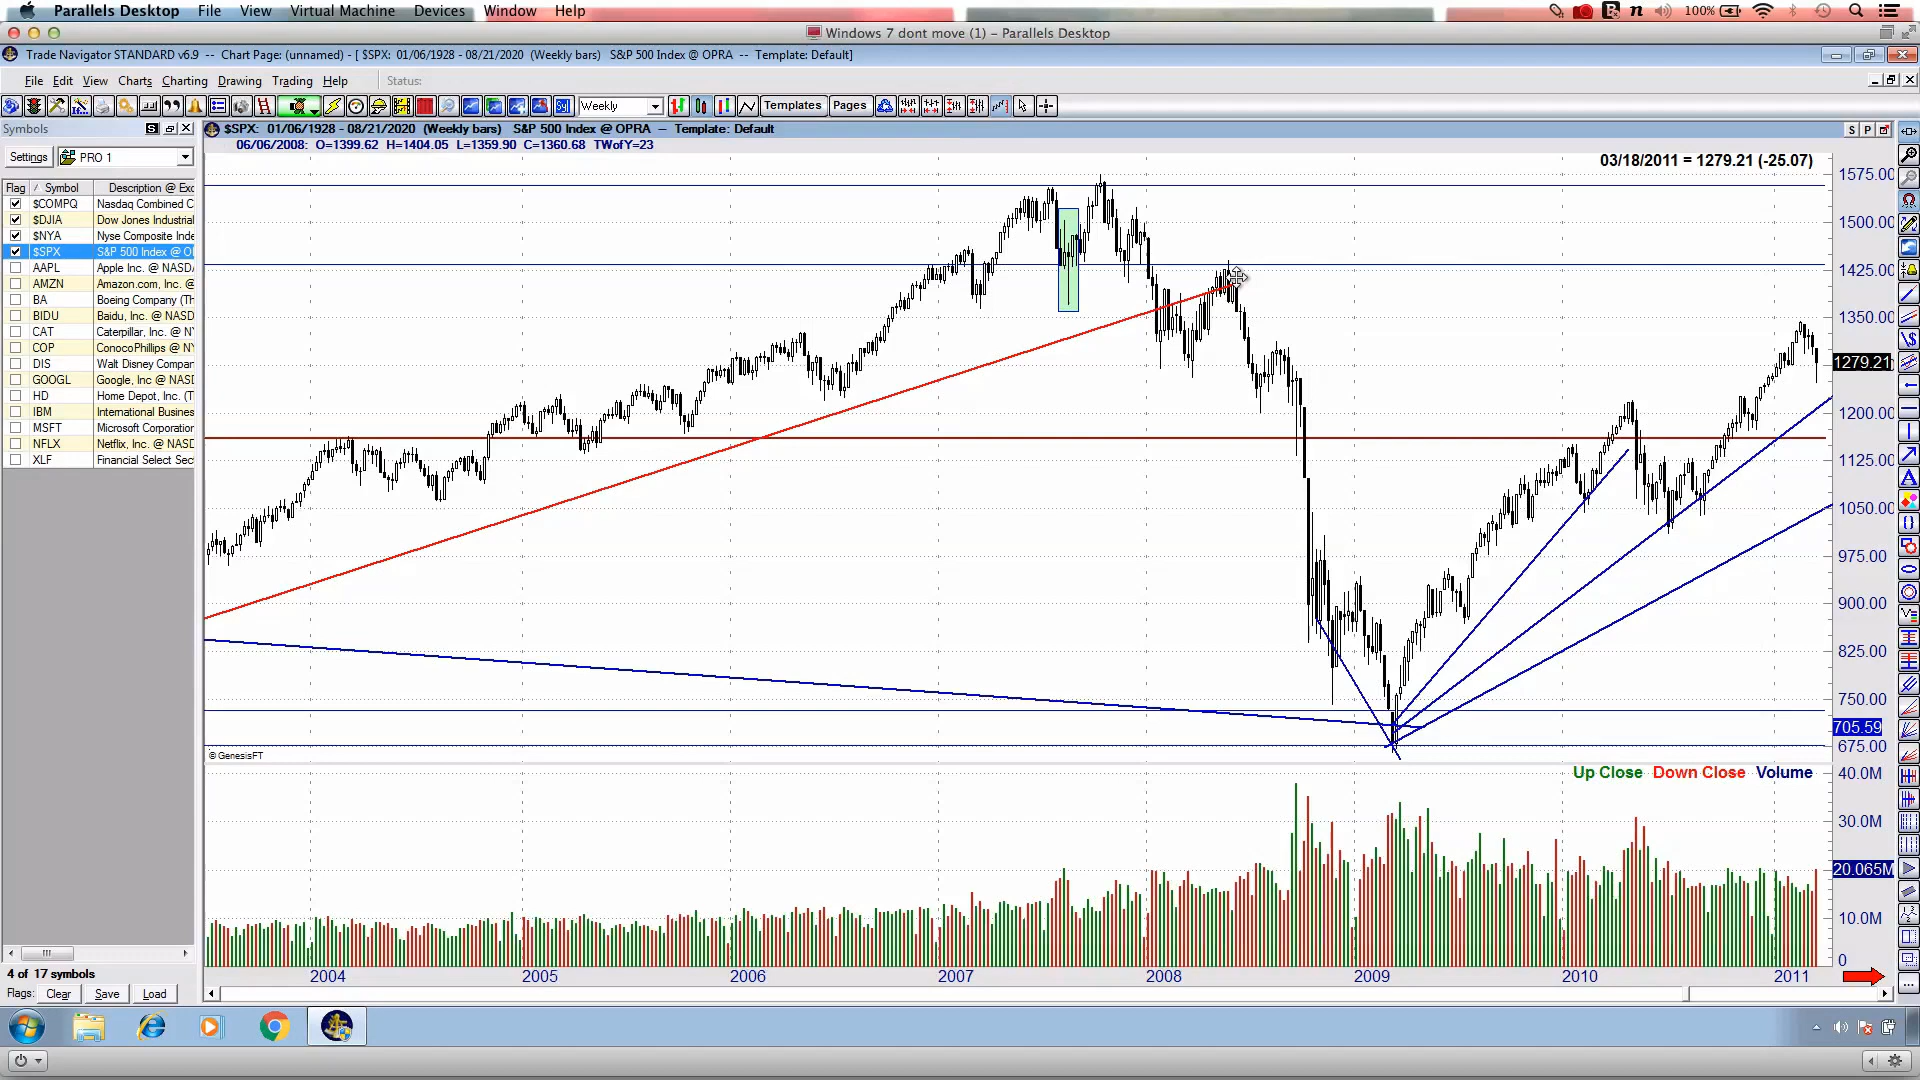 Parallels Desktop File View Virtual Machine Devices Window Help 100%
Windows 7 dont move (1) - Parallels Desktop
Trade Navigator STANDARD v6.9 -- Chart Page: (unnamed) - [ $SPX: 01/06/1928 - 08/21/2020 (Weekly bars) S&P 500 Index @ OPRA -- Template: Default]
File Edit View Charts Charting Drawing Trading Help Status:
Weekly Templates Pages
Symbols
$SPX: 01/06/1928 - 08/21/2020 (Weekly bars) S&P 500 Index @ OPRA -- Template: Default
S P
06/06/2008: O=1399.62 H=1404.05 L=1359.90 C=1360.68 TWofY=23
Settings PRO 1
03/18/2011 = 1279.21 (-25.07)
Flag Symbol Description @ Exc
$COMPQ Nasdaq Combined C
$DJIA Dow Jones Industrial
$NYA Nyse Composite Inde
$SPX S&P 500 Index @ O
AAPL Apple Inc. @ NASD
AMZN Amazon.com, Inc. @
BA Boeing Company (Th
BIDU Baidu, Inc. @ NASD
CAT Caterpillar, Inc. @ N
COP ConocoPhillips @ NY
DIS Walt Disney Compan
GOOGL Google, Inc @ NASD
HD Home Depot, Inc. (T
IBM International Busines
MSFT Microsoft Corporation
NFLX Netflix, Inc. @ NASD
XLF Financial Select Sec
1575.00
1500.00
1425.00
1350.00
1279.21
1200.00
1125.00
1050.00
975.00
900.00
825.00
750.00
705.59
675.00
© GenesisFT
Up Close Down Close Volume
40.0M
30.0M
20.065M
10.0M
0
2004 2005 2006 2007 2008 2009 2010 2011
4 of 17 symbols
Flags: Clear Save Load